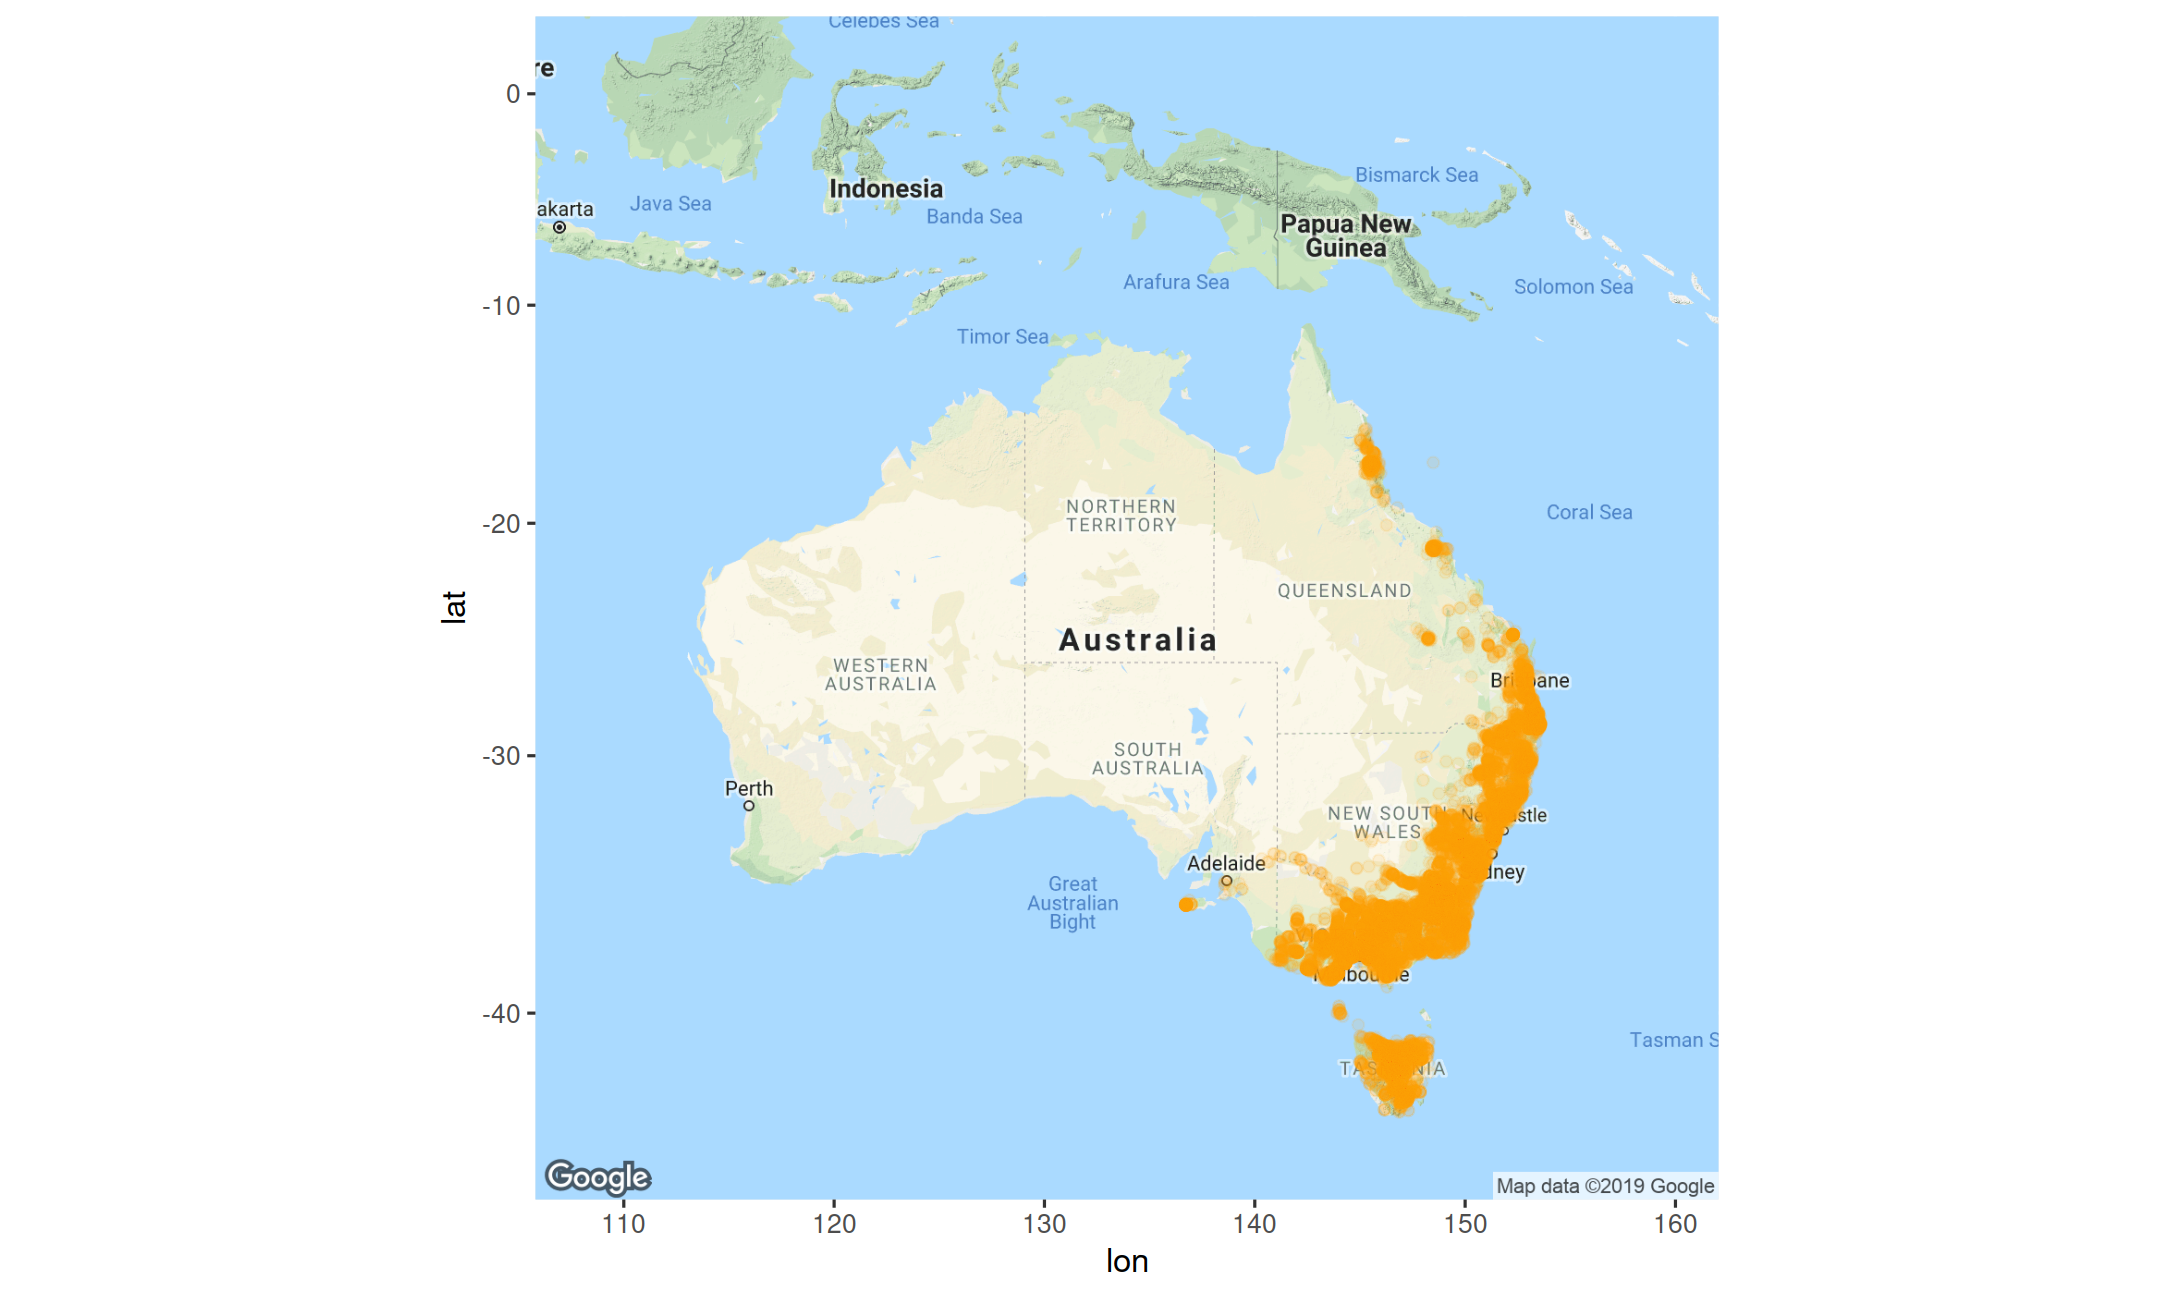 Celebes Sea
re
0
Bismarck Sea
Indonesia
Java Sea
akarta
Banda Sea
Papua New
Guinea
Arafura Sea
Solomon Sea
-10
Timor Sea
NORTHERN
TERRITORY
Coral Sea
-20
QUEENSLAND
lat
Australia
WESTERN
AUSTRALIA
Bri bane
SOUTH
AUSTRALIA
-30
Perth
NEW SOUT
WALES
Ne stle
Adelaide
dney
Great
Australian
Bight
lbou e
-40
Tasman S
TAS NIA
Google
Map data ©2019 Google
110
120
130
140
150
160
lon